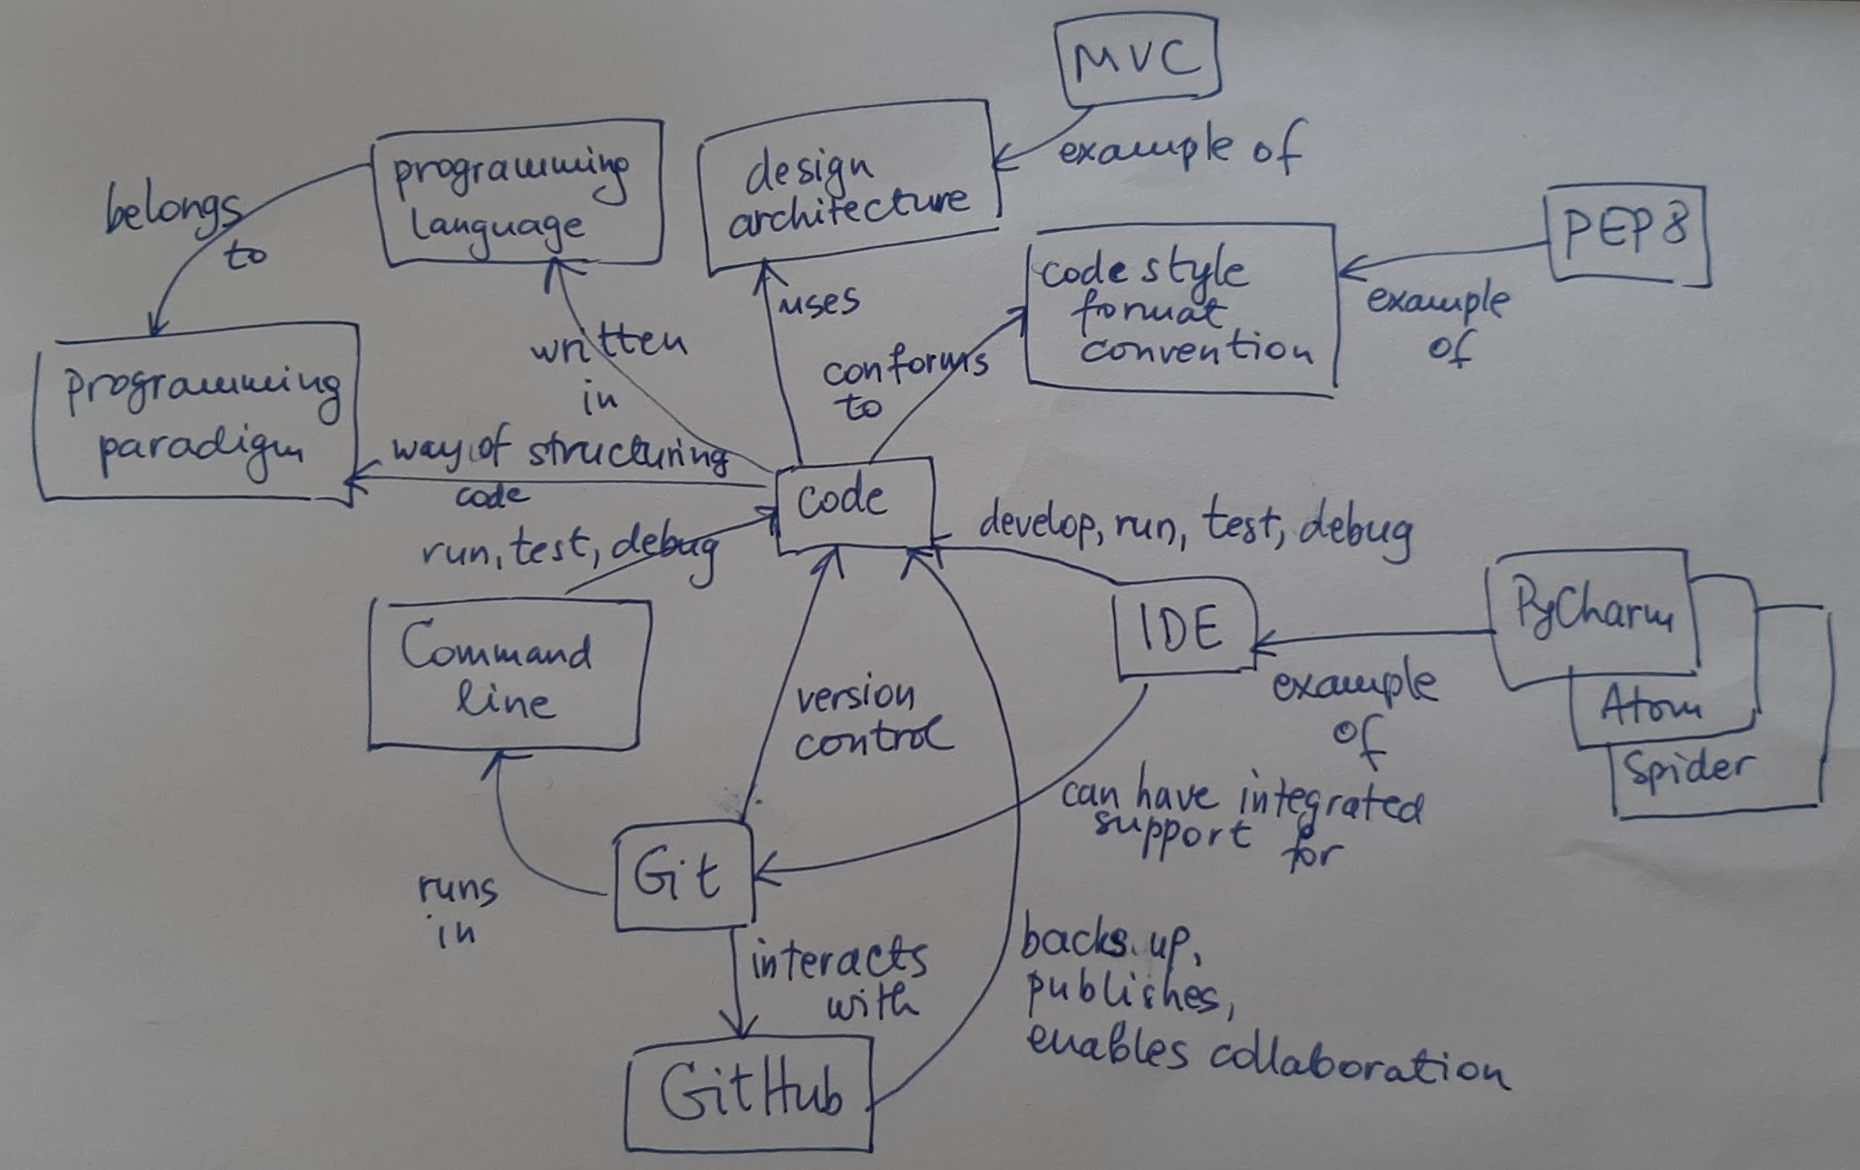 MVC
example of
programming
language
design
architecture
belongs
to
PEP8
code style
format
convention
example
of
uses
written
in
conforms
to
programming
paradigm
way of structuring
code
code
run, test, debug
develop, run, test, debug
Command
line
IDE
PyCharm
Atom
Spider
example
of
version
control
can have integrated
support for
Git
runs
in
interacts
with
backs up,
publishes,
enables collaboration
GitHub